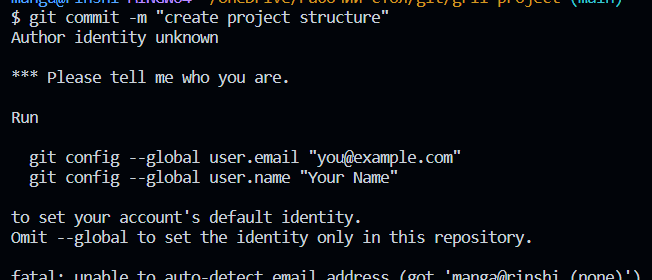 $ git commit -m "create project structure"
Author identity unknown
*** Please tell me who you are.
Run
git config --global user.email "you@example.com"
git config --global user.name "Your Name"
to set your account's default identity.
Omit --global to set the identity only in this repository.
fatal: unable to auto-detect email address (got 'manga@rinshi.(none)')